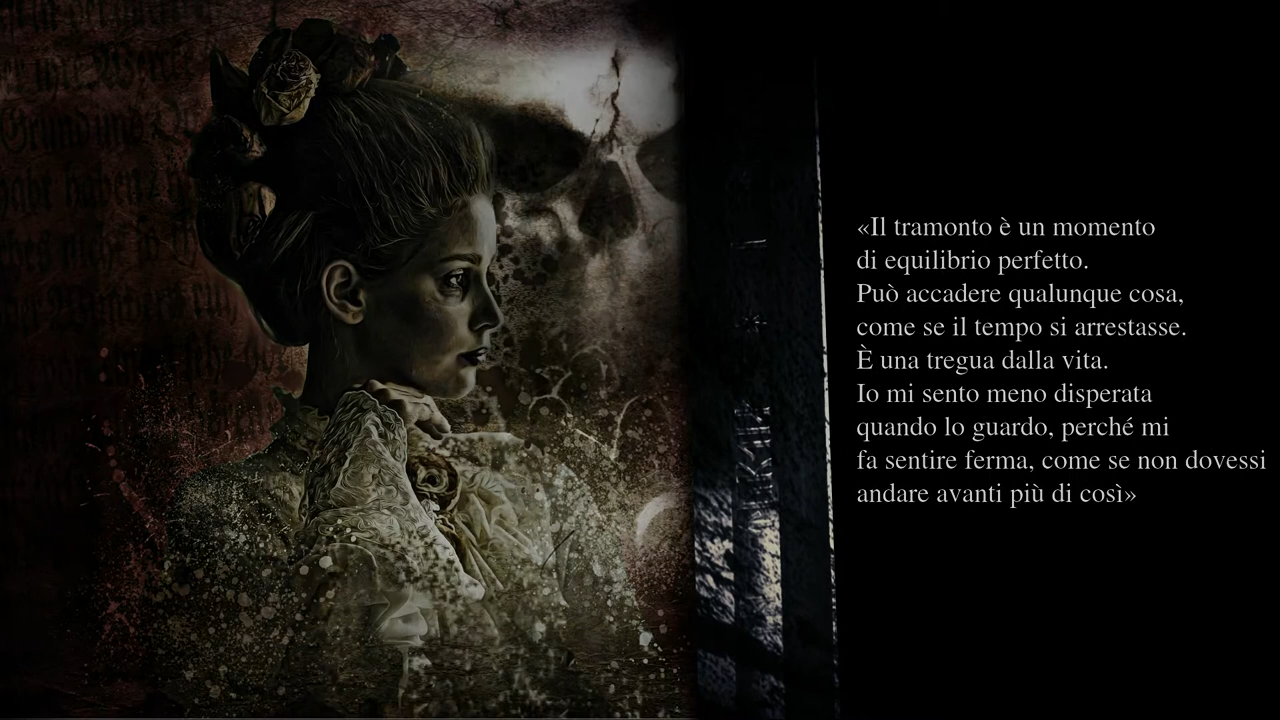 «Il tramonto è un momento
di equilibrio perfetto.
Può accadere qualunque cosa,
come se il tempo si arrestasse.
È una tregua dalla vita.
Io mi sento meno disperata
quando lo guardo, perché mi
fa sentire ferma, come se non dovessi
andare avanti più di così»